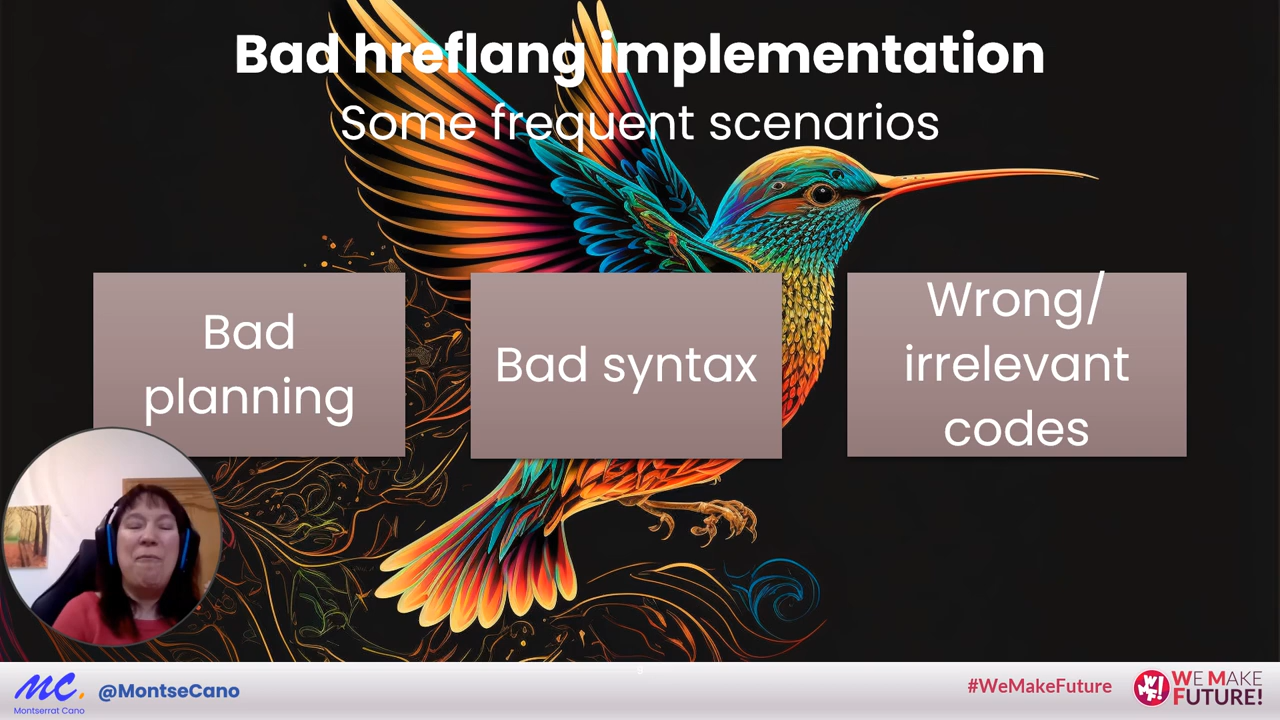 Bad hreflang implementation
Some frequent scenarios
Bad
planning
Bad syntax
Wrong/
irrelevant
codes
MC.
Montserrat Cano
@MontseCano
#WeMakeFuture
W!
WE MAKE
FUTURE!